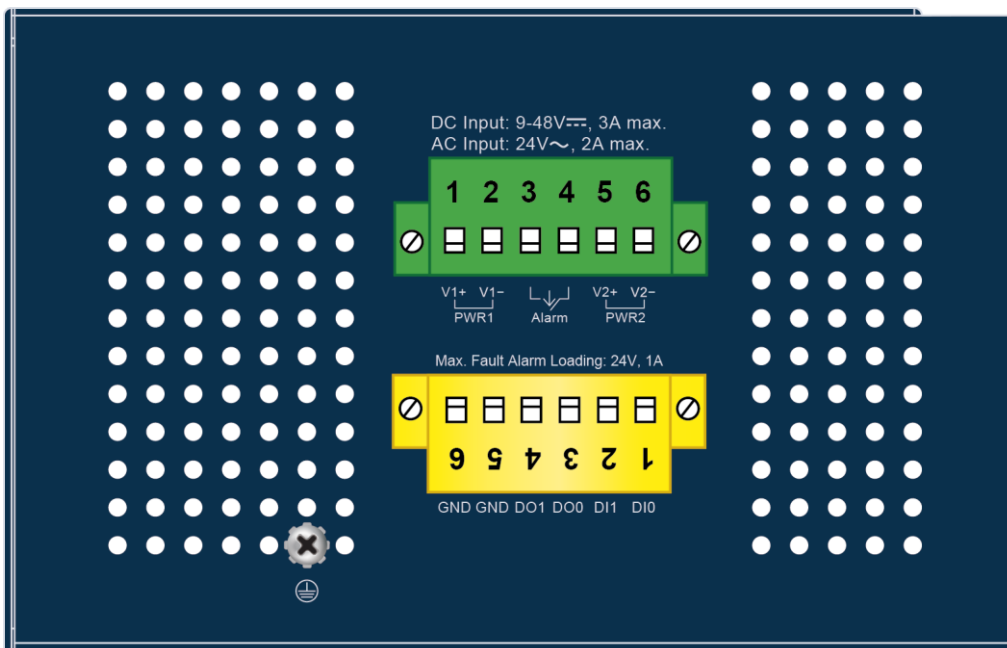 DC Input: 9-48V⎓, 3A max.
AC Input: 24V～, 2A max.
1 2 3 4 5 6
V1+ V1− V2+ V2−
PWR1 Alarm PWR2
Max. Fault Alarm Loading: 24V, 1A
6 5 4 3 2 1
GND GND DO1 DO0 DI1 DI0